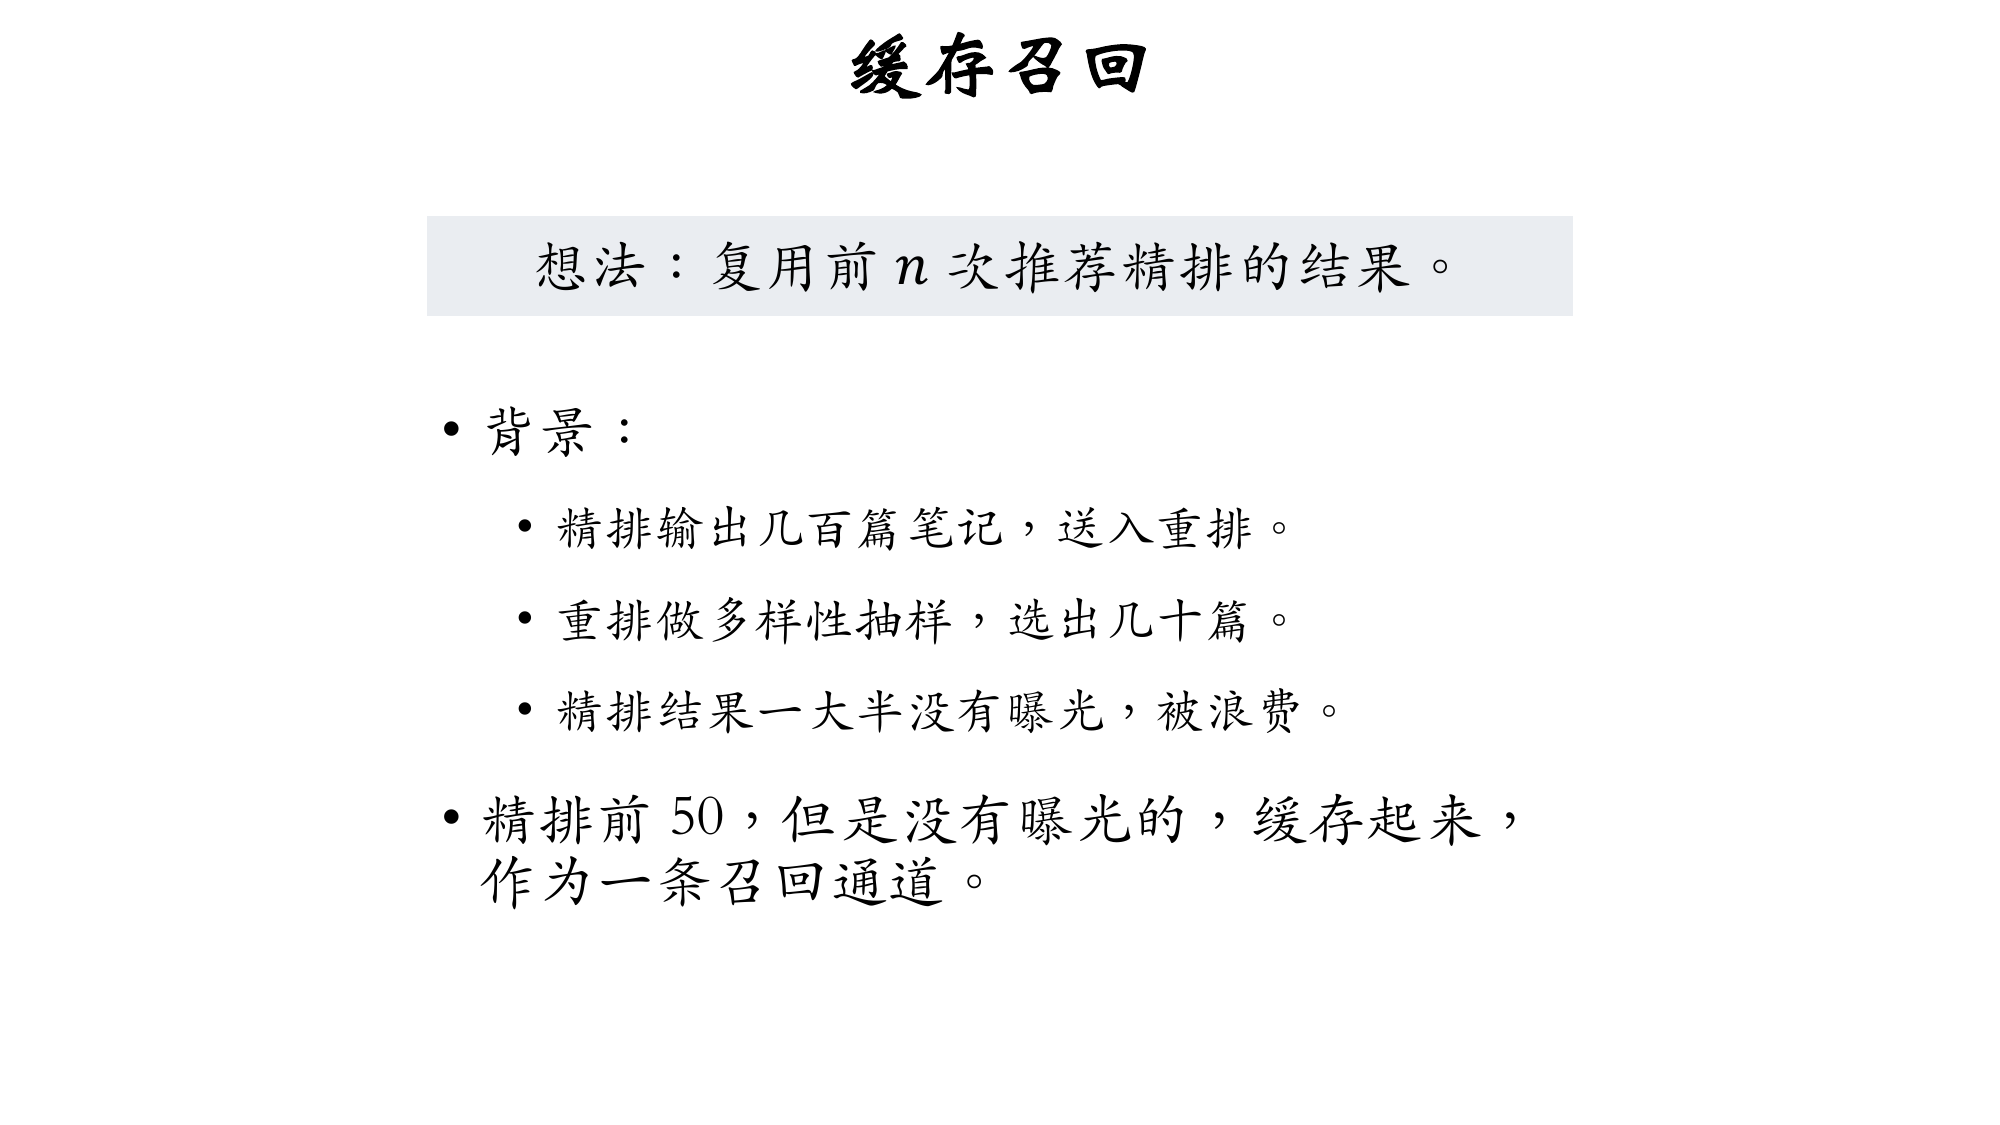 缓存召回
想法：复用前 n 次推荐精排的结果。
• 背景：
• 精排输出几百篇笔记，送入重排。
• 重排做多样性抽样，选出几十篇。
• 精排结果一大半没有曝光，被浪费。
• 精排前 50，但是没有曝光的，缓存起来，
作为一条召回通道。